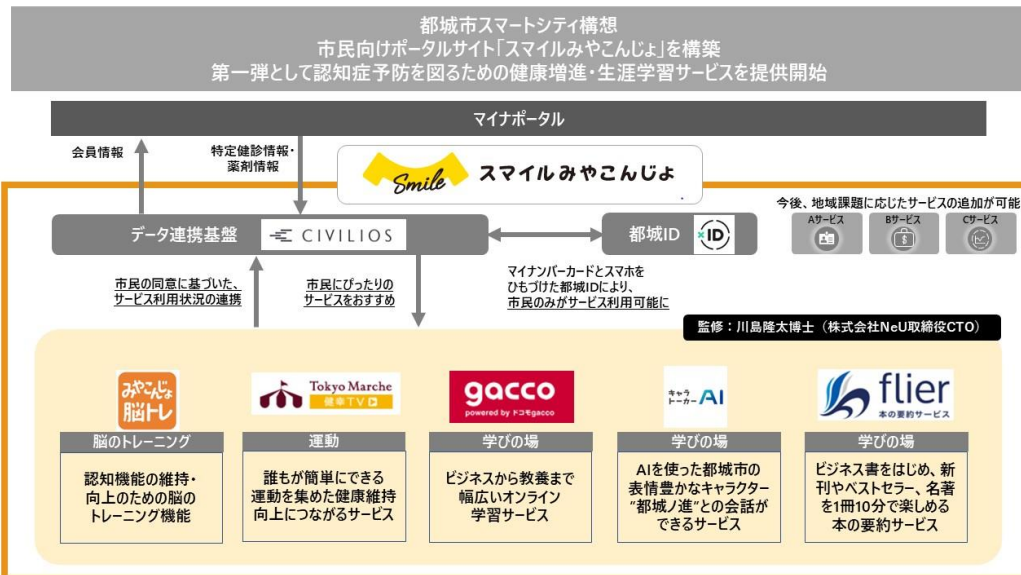 都城市スマートシティ構想
市民向けポータルサイト「スマイルみやこんじょ」を構築
第一弾として認知症予防を図るための健康増進・生涯学習サービスを提供開始
マイナポータル
会員情報
特定健診情報・
薬剤情報
Smile スマイルみやこんじょ
今後、地域課題に応じたサービスの追加が可能
Aサービス
Bサービス
Cサービス
データ連携基盤 CIVILIOS
都城ID xID
市民の同意に基づいた、
サービス利用状況の連携
市民にぴったりの
サービスをおすすめ
マイナンバーカードとスマホを
ひもづけた都城IDにより、
市民のみがサービス利用可能に
監修：川島隆太博士（株式会社NeU取締役CTO）
みやこんじょ
脳トレ
脳のトレーニング
認知機能の維持・
向上のための脳の
トレーニング機能
Tokyo Marche
健幸TV
運動
誰もが簡単にできる
運動を集めた健康維持
向上につながるサービス
gacco
powered by ドコモgacco
学びの場
ビジネスから教養まで
幅広いオンライン
学習サービス
キャラ
トーカー AI
学びの場
AIを使った都城市の
表情豊かなキャラクター
“都城ノ進”との会話が
できるサービス
flier
本の要約サービス
学びの場
ビジネス書をはじめ、新
刊やベストセラー、名著
を1冊10分で楽しめる
本の要約サービス